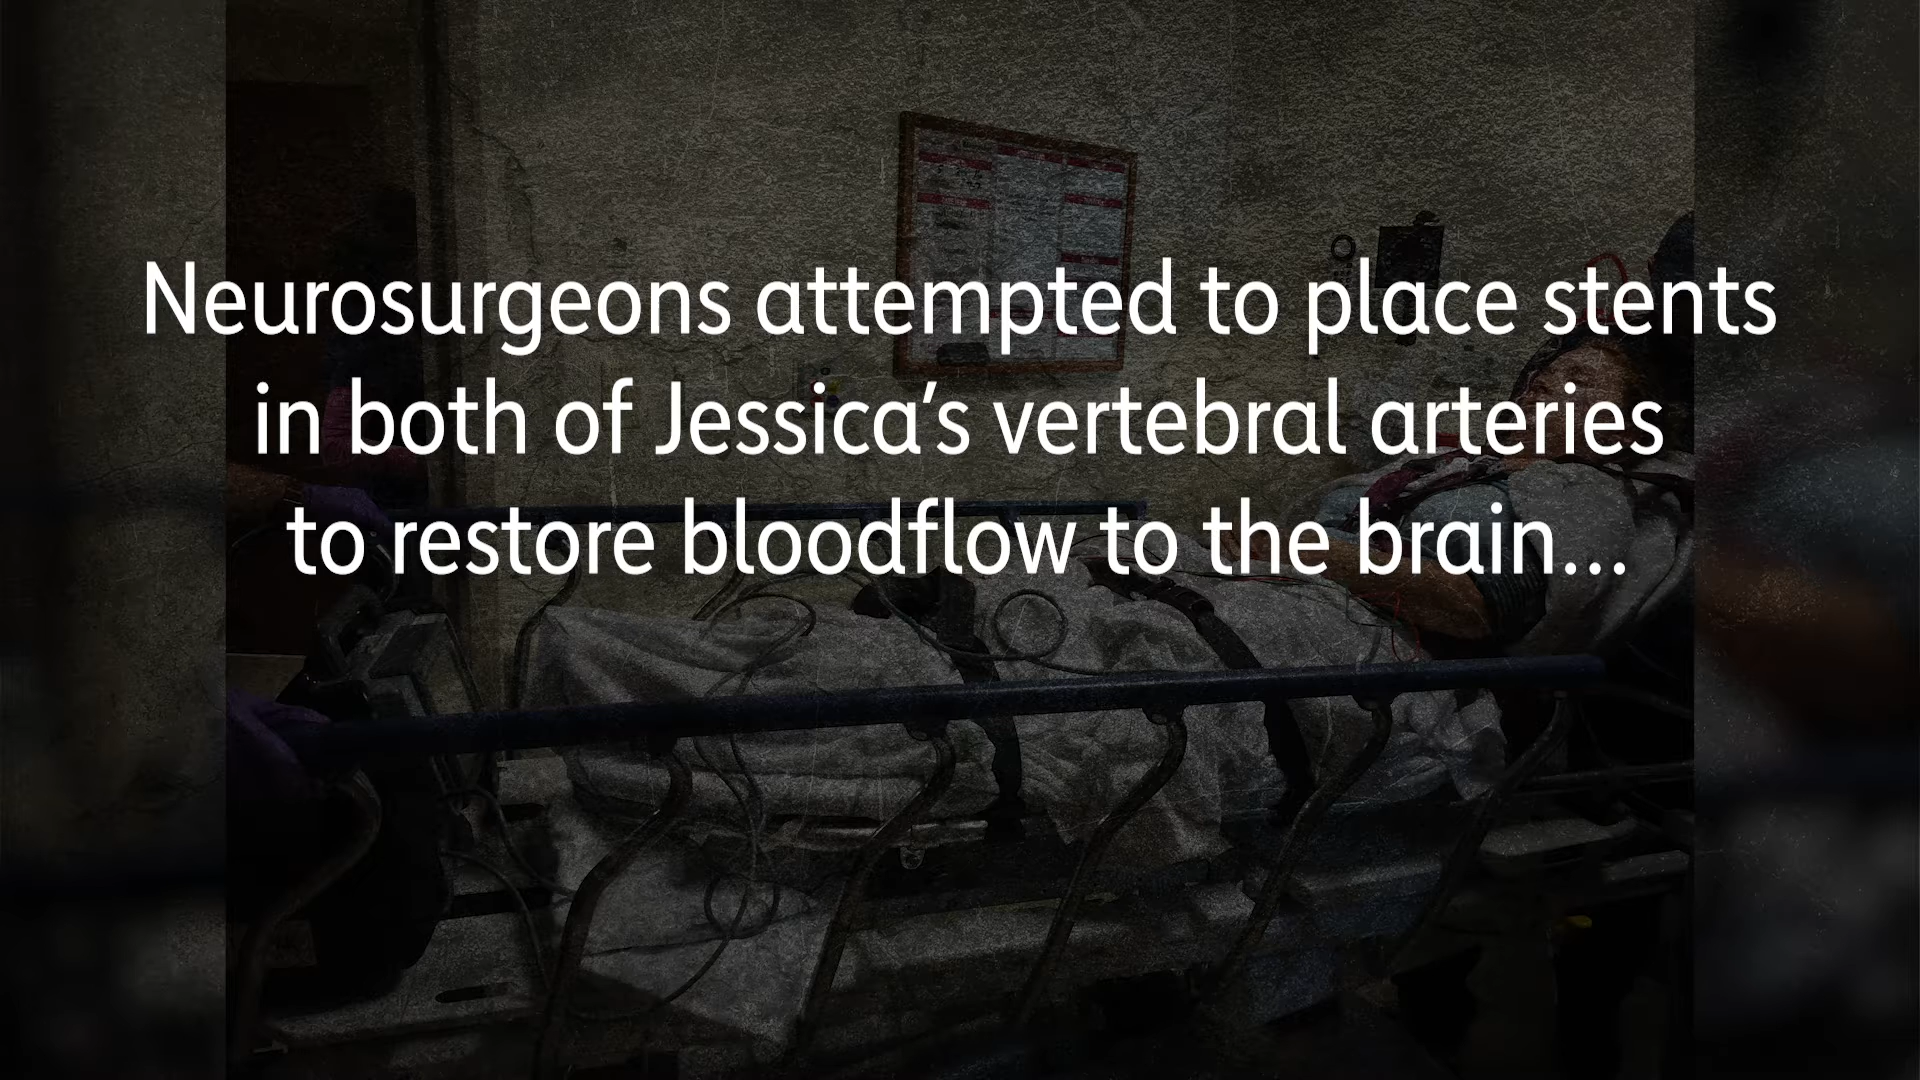 Neurosurgeons attempted to place stents
in both of Jessica’s vertebral arteries
to restore bloodflow to the brain...